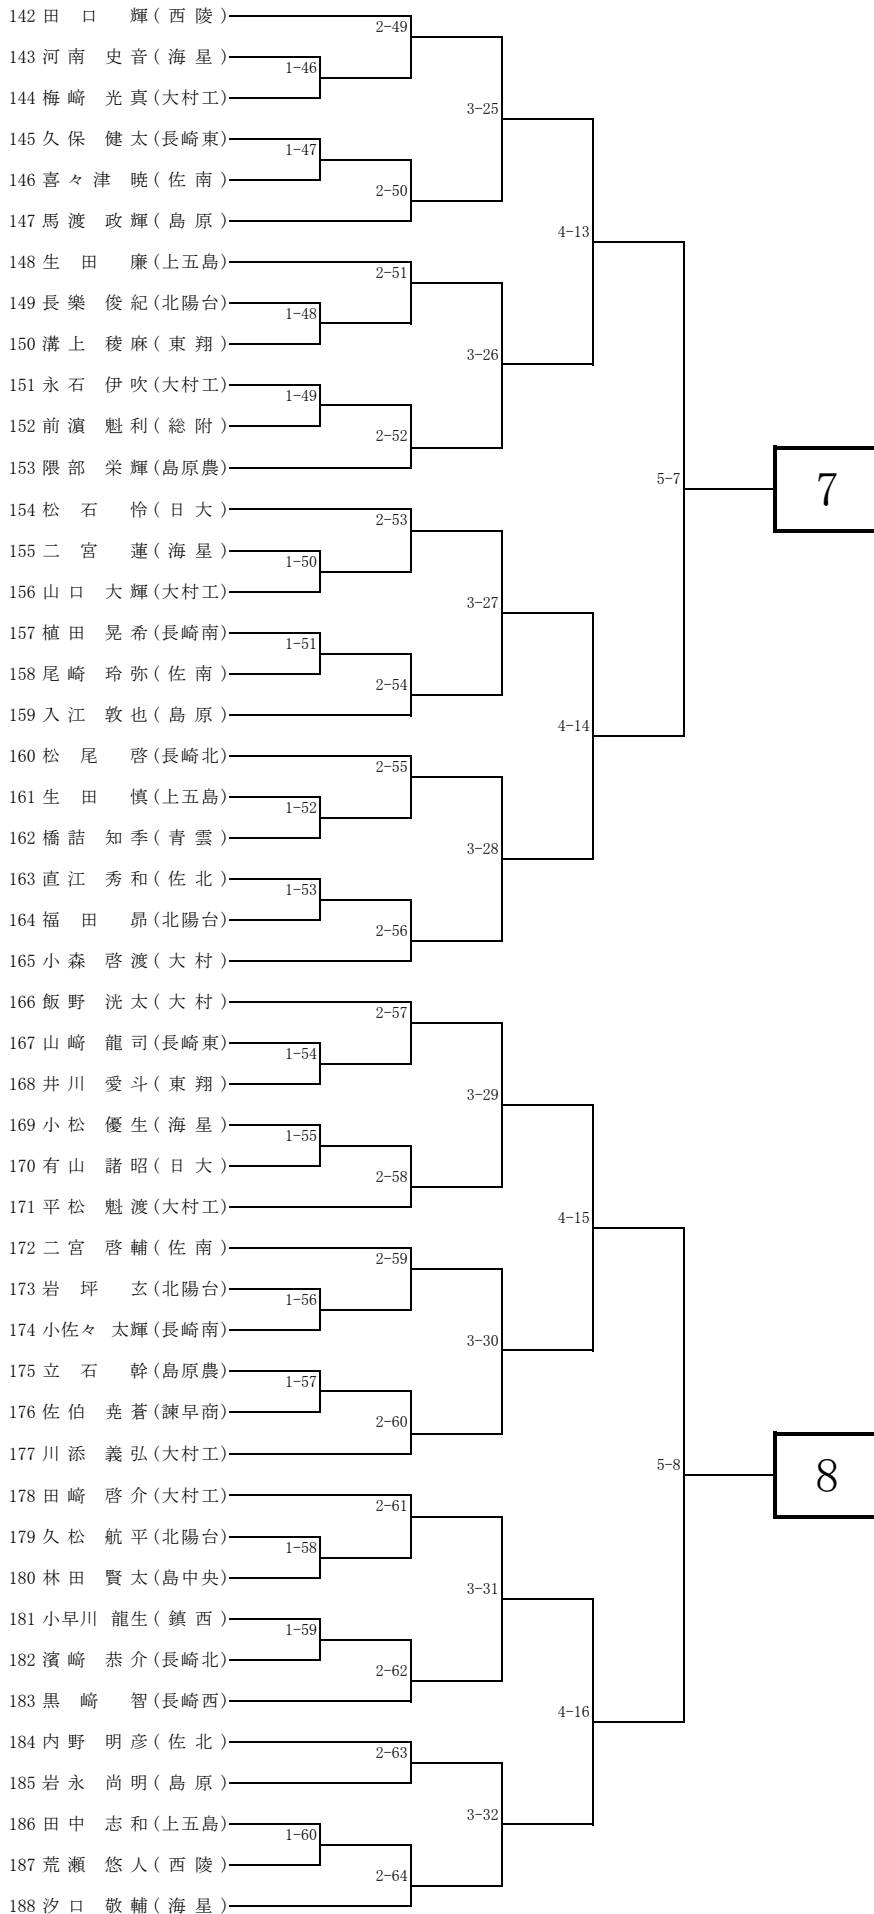 142 田 口 輝 ( 西 陵 )
2-49
143 河 南 史 音 ( 海 星 )
1-46
144 梅 﨑 光 真 (大村工)
3-25
145 久 保 健 太 (長崎東)
1-47
146 喜 々 津 暁 ( 佐 南 )
2-50
147 馬 渡 政 輝 ( 島 原 )
4-13
148 生 田 廉 (上五島)
2-51
149 長 樂 俊 紀 (北陽台)
1-48
150 溝 上 稜 麻 ( 東 翔 )
3-26
151 永 石 伊 吹 (大村工)
1-49
152 前 濵 魁 利 ( 総 附 )
2-52
153 隈 部 栄 輝 (島原農)
5-7
7
154 松 石 怜 ( 日 大 )
2-53
155 二 宮 蓮 ( 海 星 )
1-50
156 山 口 大 輝 (大村工)
3-27
157 植 田 晃 希 (長崎南)
1-51
158 尾 崎 玲 弥 ( 佐 南 )
2-54
159 入 江 敦 也 ( 島 原 )
4-14
160 松 尾 啓 (長崎北)
2-55
161 生 田 慎 (上五島)
1-52
162 橋 詰 知 季 ( 青 雲 )
3-28
163 直 江 秀 和 ( 佐 北 )
1-53
164 福 田 昴 (北陽台)
2-56
165 小 森 啓 渡 ( 大 村 )
166 飯 野 洸 太 ( 大 村 )
2-57
167 山 﨑 龍 司 (長崎東)
1-54
168 井 川 愛 斗 ( 東 翔 )
3-29
169 小 松 優 生 ( 海 星 )
1-55
170 有 山 諸 昭 ( 日 大 )
2-58
171 平 松 魁 渡 (大村工)
4-15
172 二 宮 啓 輔 ( 佐 南 )
2-59
173 岩 坪 玄 (北陽台)
1-56
174 小佐々 太輝 (長崎南)
3-30
175 立 石 幹 (島原農)
1-57
176 佐 伯 尭 蒼 (諫早商)
2-60
177 川 添 義 弘 (大村工)
5-8
8
178 田 﨑 啓 介 (大村工)
2-61
179 久 松 航 平 (北陽台)
1-58
180 林 田 賢 太 (島中央)
3-31
181 小早川 龍生 ( 鎮 西 )
1-59
182 濱 﨑 恭 介 (長崎北)
2-62
183 黒 﨑 智 (長崎西)
4-16
184 内 野 明 彦 ( 佐 北 )
2-63
185 岩 永 尚 明 ( 島 原 )
3-32
186 田 中 志 和 (上五島)
1-60
187 荒 瀬 悠 人 ( 西 陵 )
2-64
188 汐 口 敬 輔 ( 海 星 )